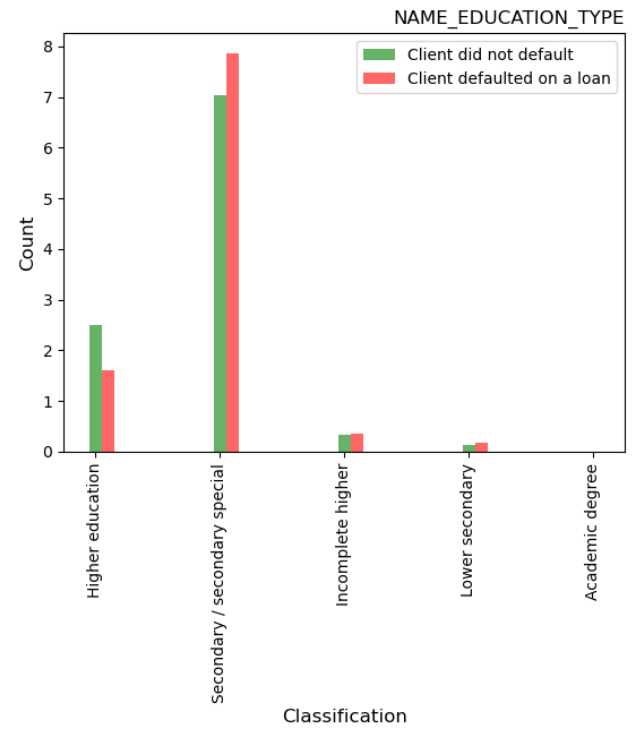 NAME_EDUCATION_TYPE
Client did not default
Client defaulted on a loan
Count
8
7
6
5
4
3
2
1
0
Higher education
Secondary / secondary special
Incomplete higher
Lower secondary
Academic degree
Classification